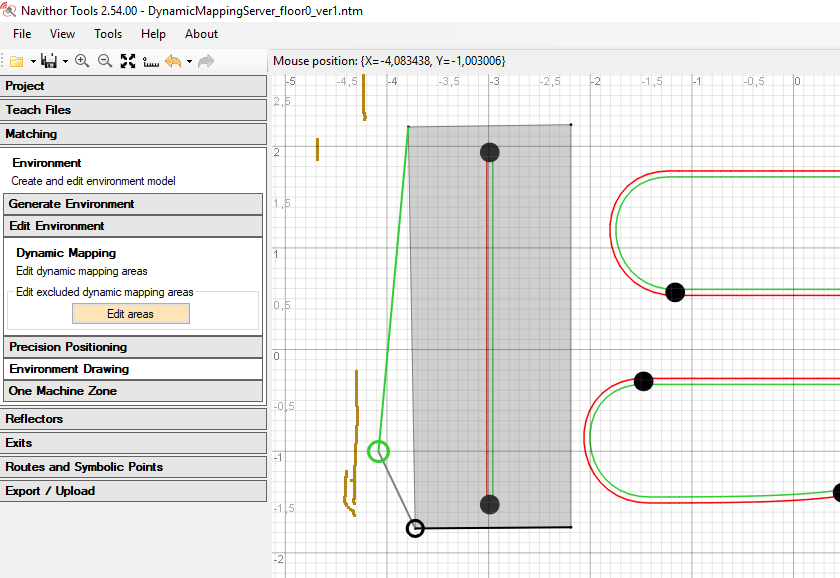 Navithor Tools 2.54.00 - DynamicMappingServer_floor0_ver1.ntm
File View Tools Help About
Mouse position: {X=-4,083438, Y=-1,003006}
Project
Teach Files
Matching
Environment
Create and edit environment model
Generate Environment
Edit Environment
Dynamic Mapping
Edit dynamic mapping areas
Edit excluded dynamic mapping areas
Edit areas
Precision Positioning
Environment Drawing
One Machine Zone
Reflectors
Exits
Routes and Symbolic Points
Export / Upload
-5 -4,5 -4 -3,5 -3 -2,5 -2 -1,5 -1 -0,5 0
2,5
2
1,5
1
0,5
0
-0,5
-1
-1,5
-2